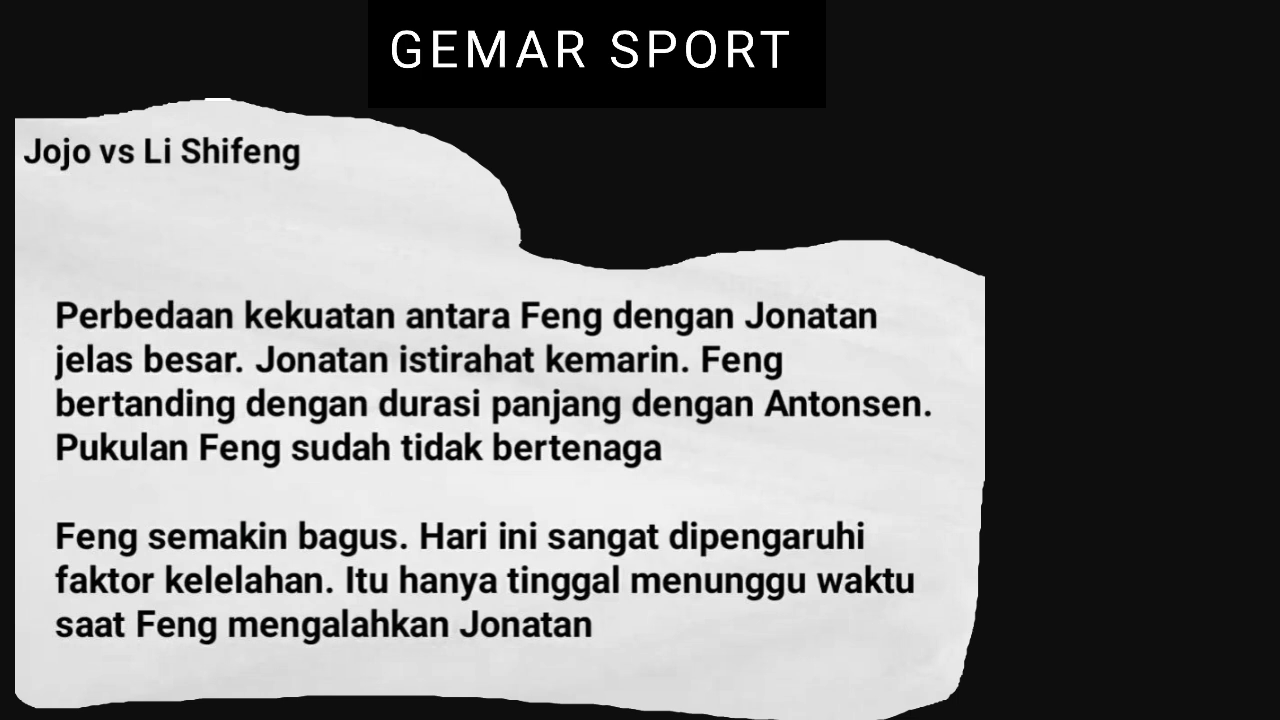 GEMAR SPORT
Jojo vs Li Shifeng
Perbedaan kekuatan antara Feng dengan Jonatan
jelas besar. Jonatan istirahat kemarin. Feng
bertanding dengan durasi panjang dengan Antonsen.
Pukulan Feng sudah tidak bertenaga
Feng semakin bagus. Hari ini sangat dipengaruhi
faktor kelelahan. Itu hanya tinggal menunggu waktu
saat Feng mengalahkan Jonatan